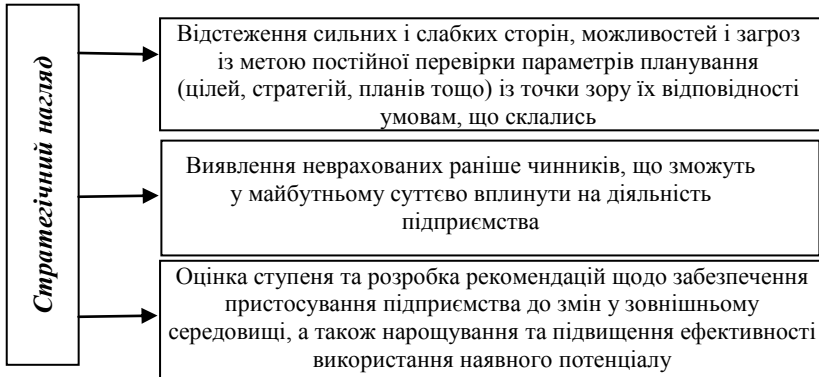 Стратегічний нагляд
Відстеження сильних і слабких сторін, можливостей і загроз
із метою постійної перевірки параметрів планування
(цілей, стратегій, планів тощо) із точки зору їх відповідності
умовам, що склались
Виявлення неврахованих раніше чинників, що зможуть
у майбутньому суттєво вплинути на діяльність
підприємства
Оцінка ступеня та розробка рекомендацій щодо забезпечення
пристосування підприємства до змін у зовнішньому
середовищі, а також нарощування та підвищення ефективності
використання наявного потенціалу